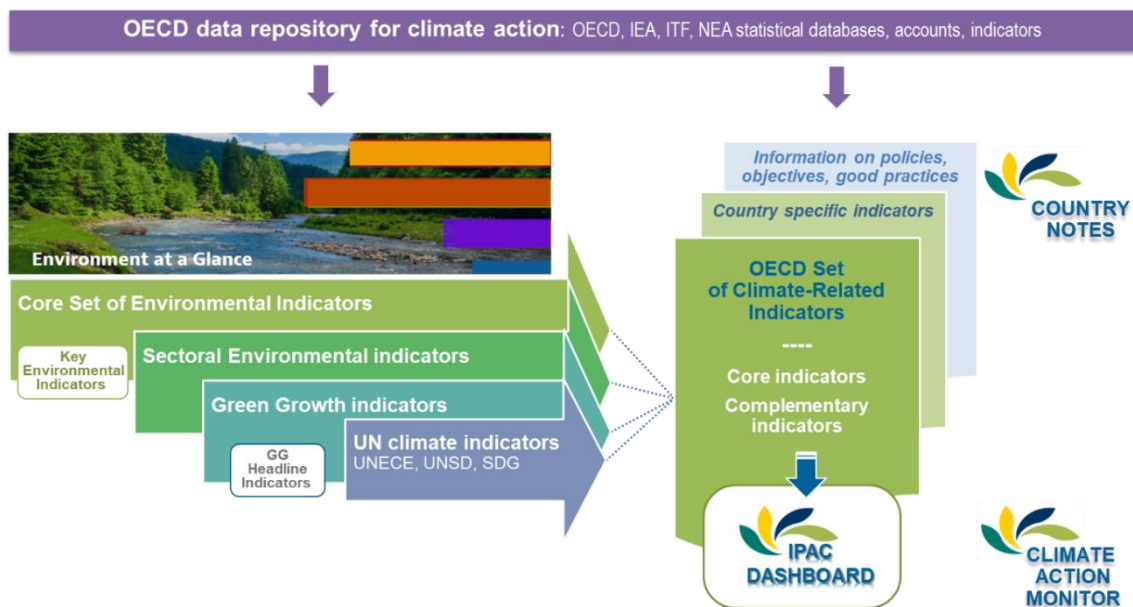 OECD data repository for climate action: OECD, IEA, ITF, NEA statistical databases, accounts, indicators
Environment at a Glance
Core Set of Environmental Indicators
Key
Environmental
Indicators
Sectoral Environmental indicators
Green Growth indicators
GG
Headline
Indicators
UN climate indicators
UNECE, UNSD, SDG
Information on policies,
objectives, good practices
Country specific indicators
OECD Set
of Climate-Related
Indicators
----
Core indicators
Complementary
indicators
IPAC
DASHBOARD
COUNTRY
NOTES
CLIMATE
ACTION
MONITOR